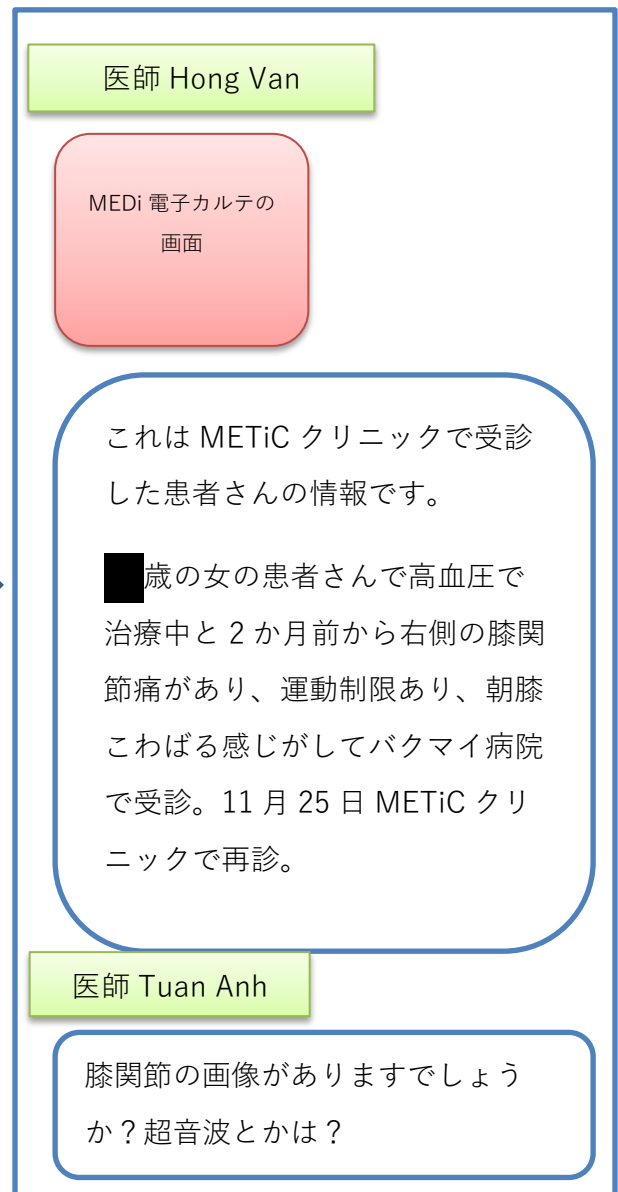 医師 Hong Van
MEDi 電子カルテの
画面
これは METiC クリニックで受診
した患者さんの情報です。
歳の女の患者さんで高血圧で
治療中と 2 か月前から右側の膝関
節痛があり、運動制限あり、朝膝
こわばる感じがしてバクマイ病院
で受診。11 月 25 日 METiC クリ
ニックで再診。
医師 Tuan Anh
膝関節の画像がありますでしょう
か？超音波とかは？